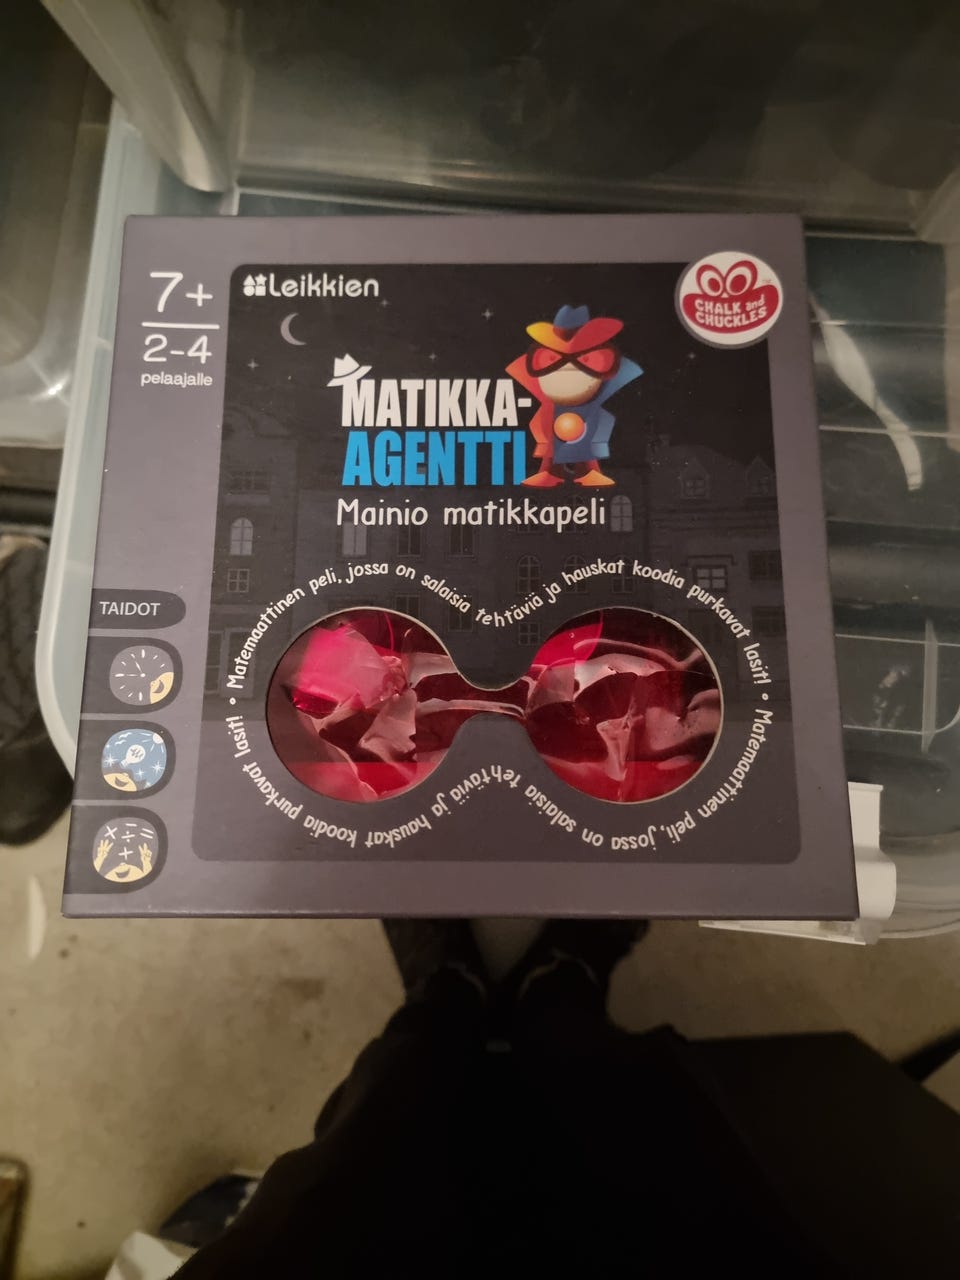 7+
2-4
pelaajalle
Leikkien
CHALK and
CHUCKLES
TM
MATIKKA-
AGENTTI
Mainio matikkapeli
Matemaattinen peli, jossa on salaisia tehtäviä ja hauskat koodia purkavat lasit! •
Matemaattinen peli, jossa on salaisia tehtäviä ja hauskat koodia purkavat lasit! •
TAIDOT
× ÷ =
- +